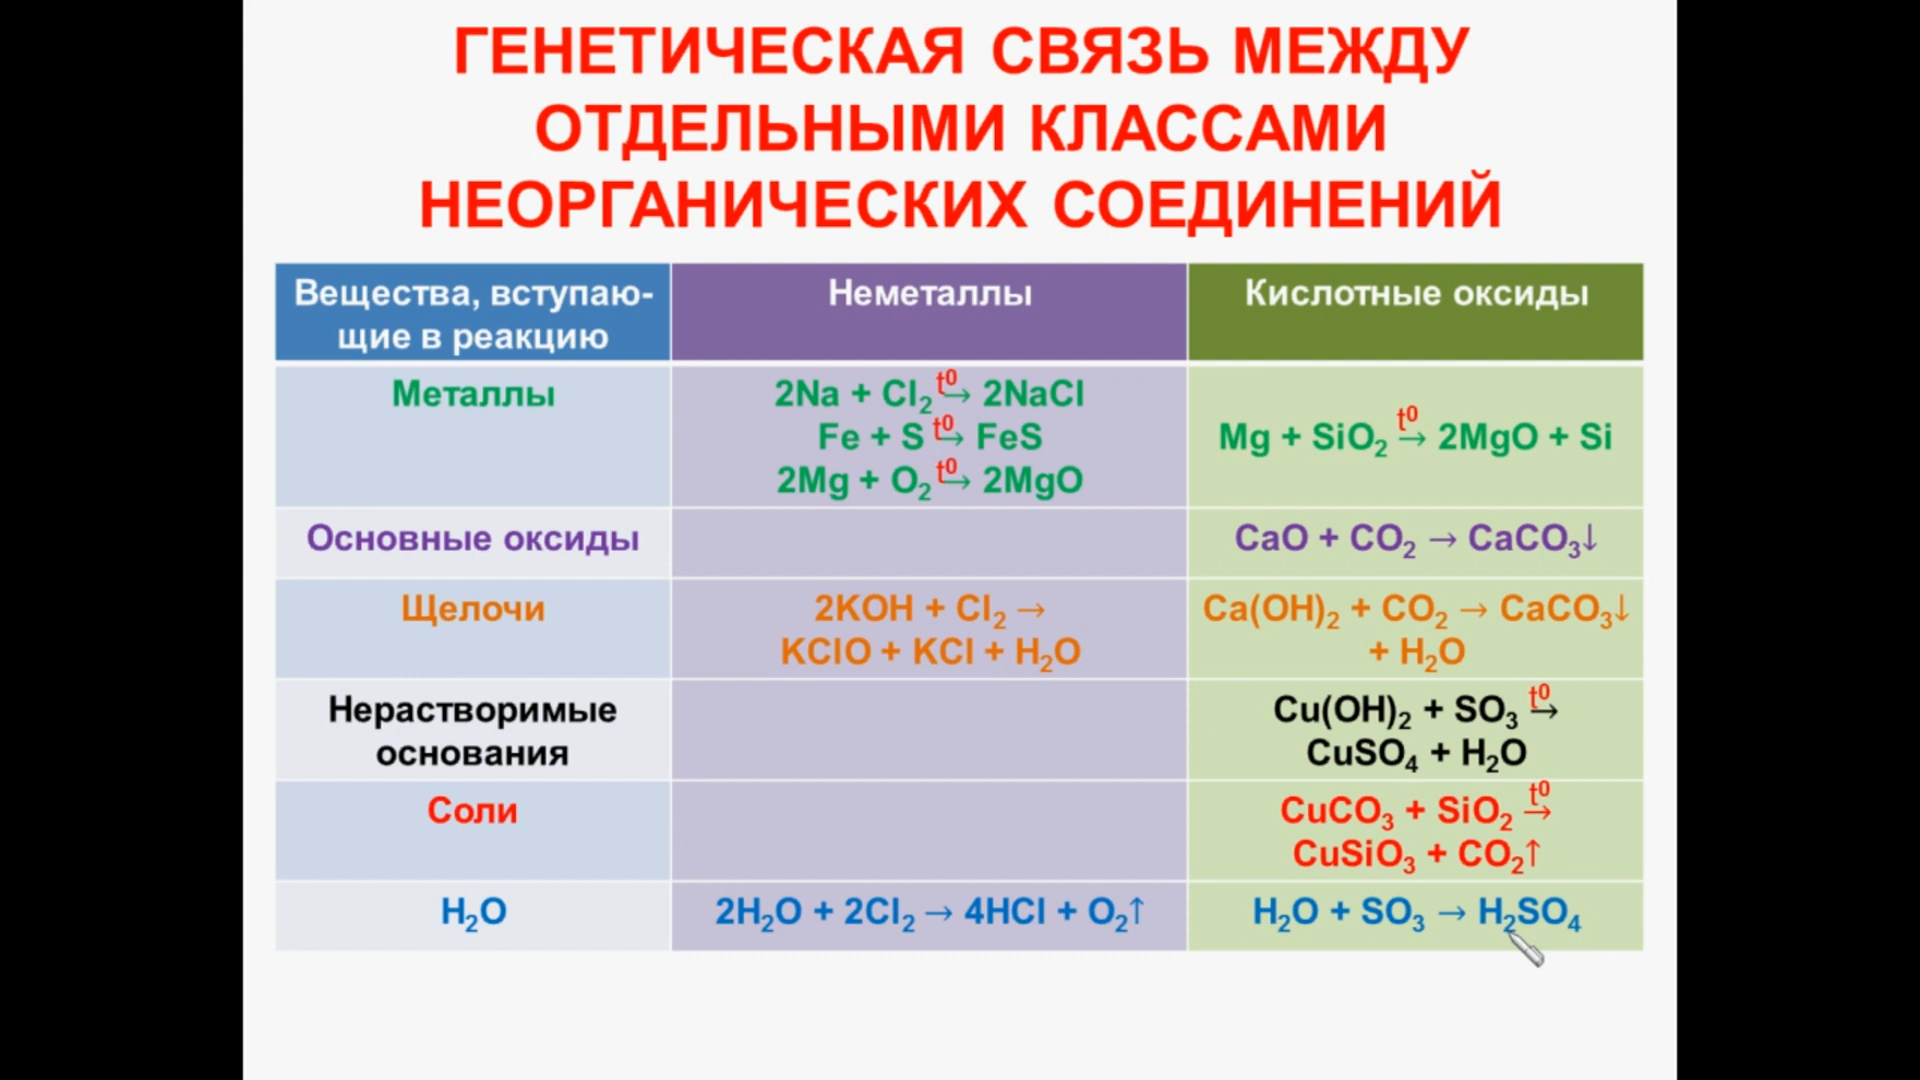 ГЕНЕТИЧЕСКАЯ СВЯЗЬ МЕЖДУ
ОТДЕЛЬНЫМИ КЛАССАМИ
НЕОРГАНИЧЕСКИХ СОЕДИНЕНИЙ
Вещества, вступаю-
щие в реакцию
Неметаллы
Кислотные оксиды
Металлы
2Na + Cl₂ t⁰→ 2NaCl
Fe + S t⁰→ FeS
2Mg + O₂ t⁰→ 2MgO
Mg + SiO₂ t⁰→ 2MgO + Si
Основные оксиды
CaO + CO₂ → CaCO₃↓
Щелочи
2KOH + Cl₂ →
KClO + KCl + H₂O
Ca(OH)₂ + CO₂ → CaCO₃↓
+ H₂O
Нерастворимые
основания
Cu(OH)₂ + SO₃ t⁰→
CuSO₄ + H₂O
Соли
CuCO₃ + SiO₂ t⁰→
CuSiO₃ + CO₂↑
H₂O
2H₂O + 2Cl₂ → 4HCl + O₂↑
H₂O + SO₃ → H₂SO₄